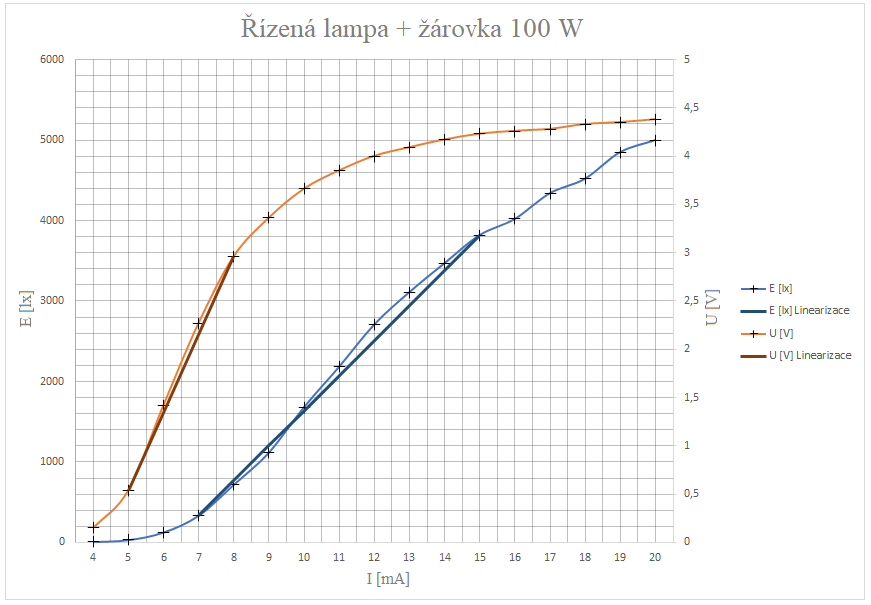 Řízená lampa + žárovka 100 W
6000
5000
4000
3000
2000
1000
0
E [lx]
5
4,5
4
3,5
3
2,5
2
1,5
1
0,5
0
U [V]
4 5 6 7 8 9 10 11 12 13 14 15 16 17 18 19 20
I [mA]
E [lx]
E [lx] Linearizace
U [V]
U [V] Linearizace